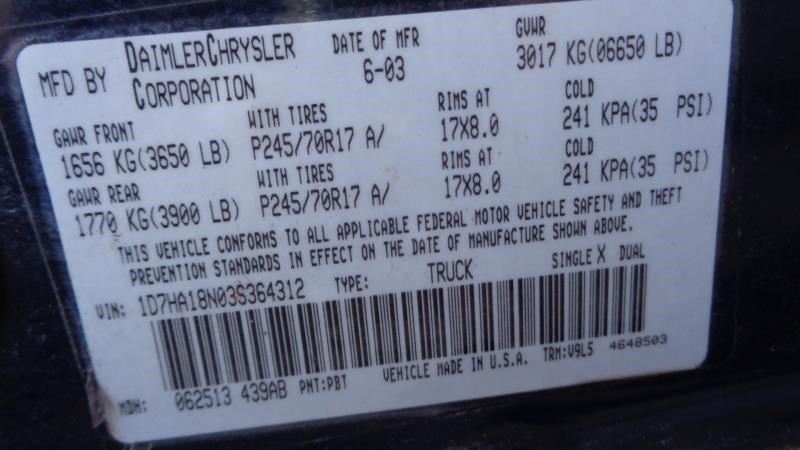 MFD BY DAIMLERCHRYSLER CORPORATION DATE OF MFR 6-03 GVWR 3017 KG(06650 LB)
GAWR FRONT WITH TIRES RIMS AT COLD
1656 KG(3650 LB) P245/70R17 A/ 17X8.0 241 KPA(35 PSI)
GAWR REAR WITH TIRES RIMS AT COLD
1770 KG(3900 LB) P245/70R17 A/ 17X8.0 241 KPA(35 PSI)
THIS VEHICLE CONFORMS TO ALL APPLICABLE FEDERAL MOTOR VEHICLE SAFETY AND THEFT
PREVENTION STANDARDS IN EFFECT ON THE DATE OF MANUFACTURE SHOWN ABOVE.
VIN: 1D7HA18N03S364312 TYPE: TRUCK SINGLE X DUAL
MDH: 062513 439AB PNT:PBT VEHICLE MADE IN U.S.A. TRM:V9L5 4648503